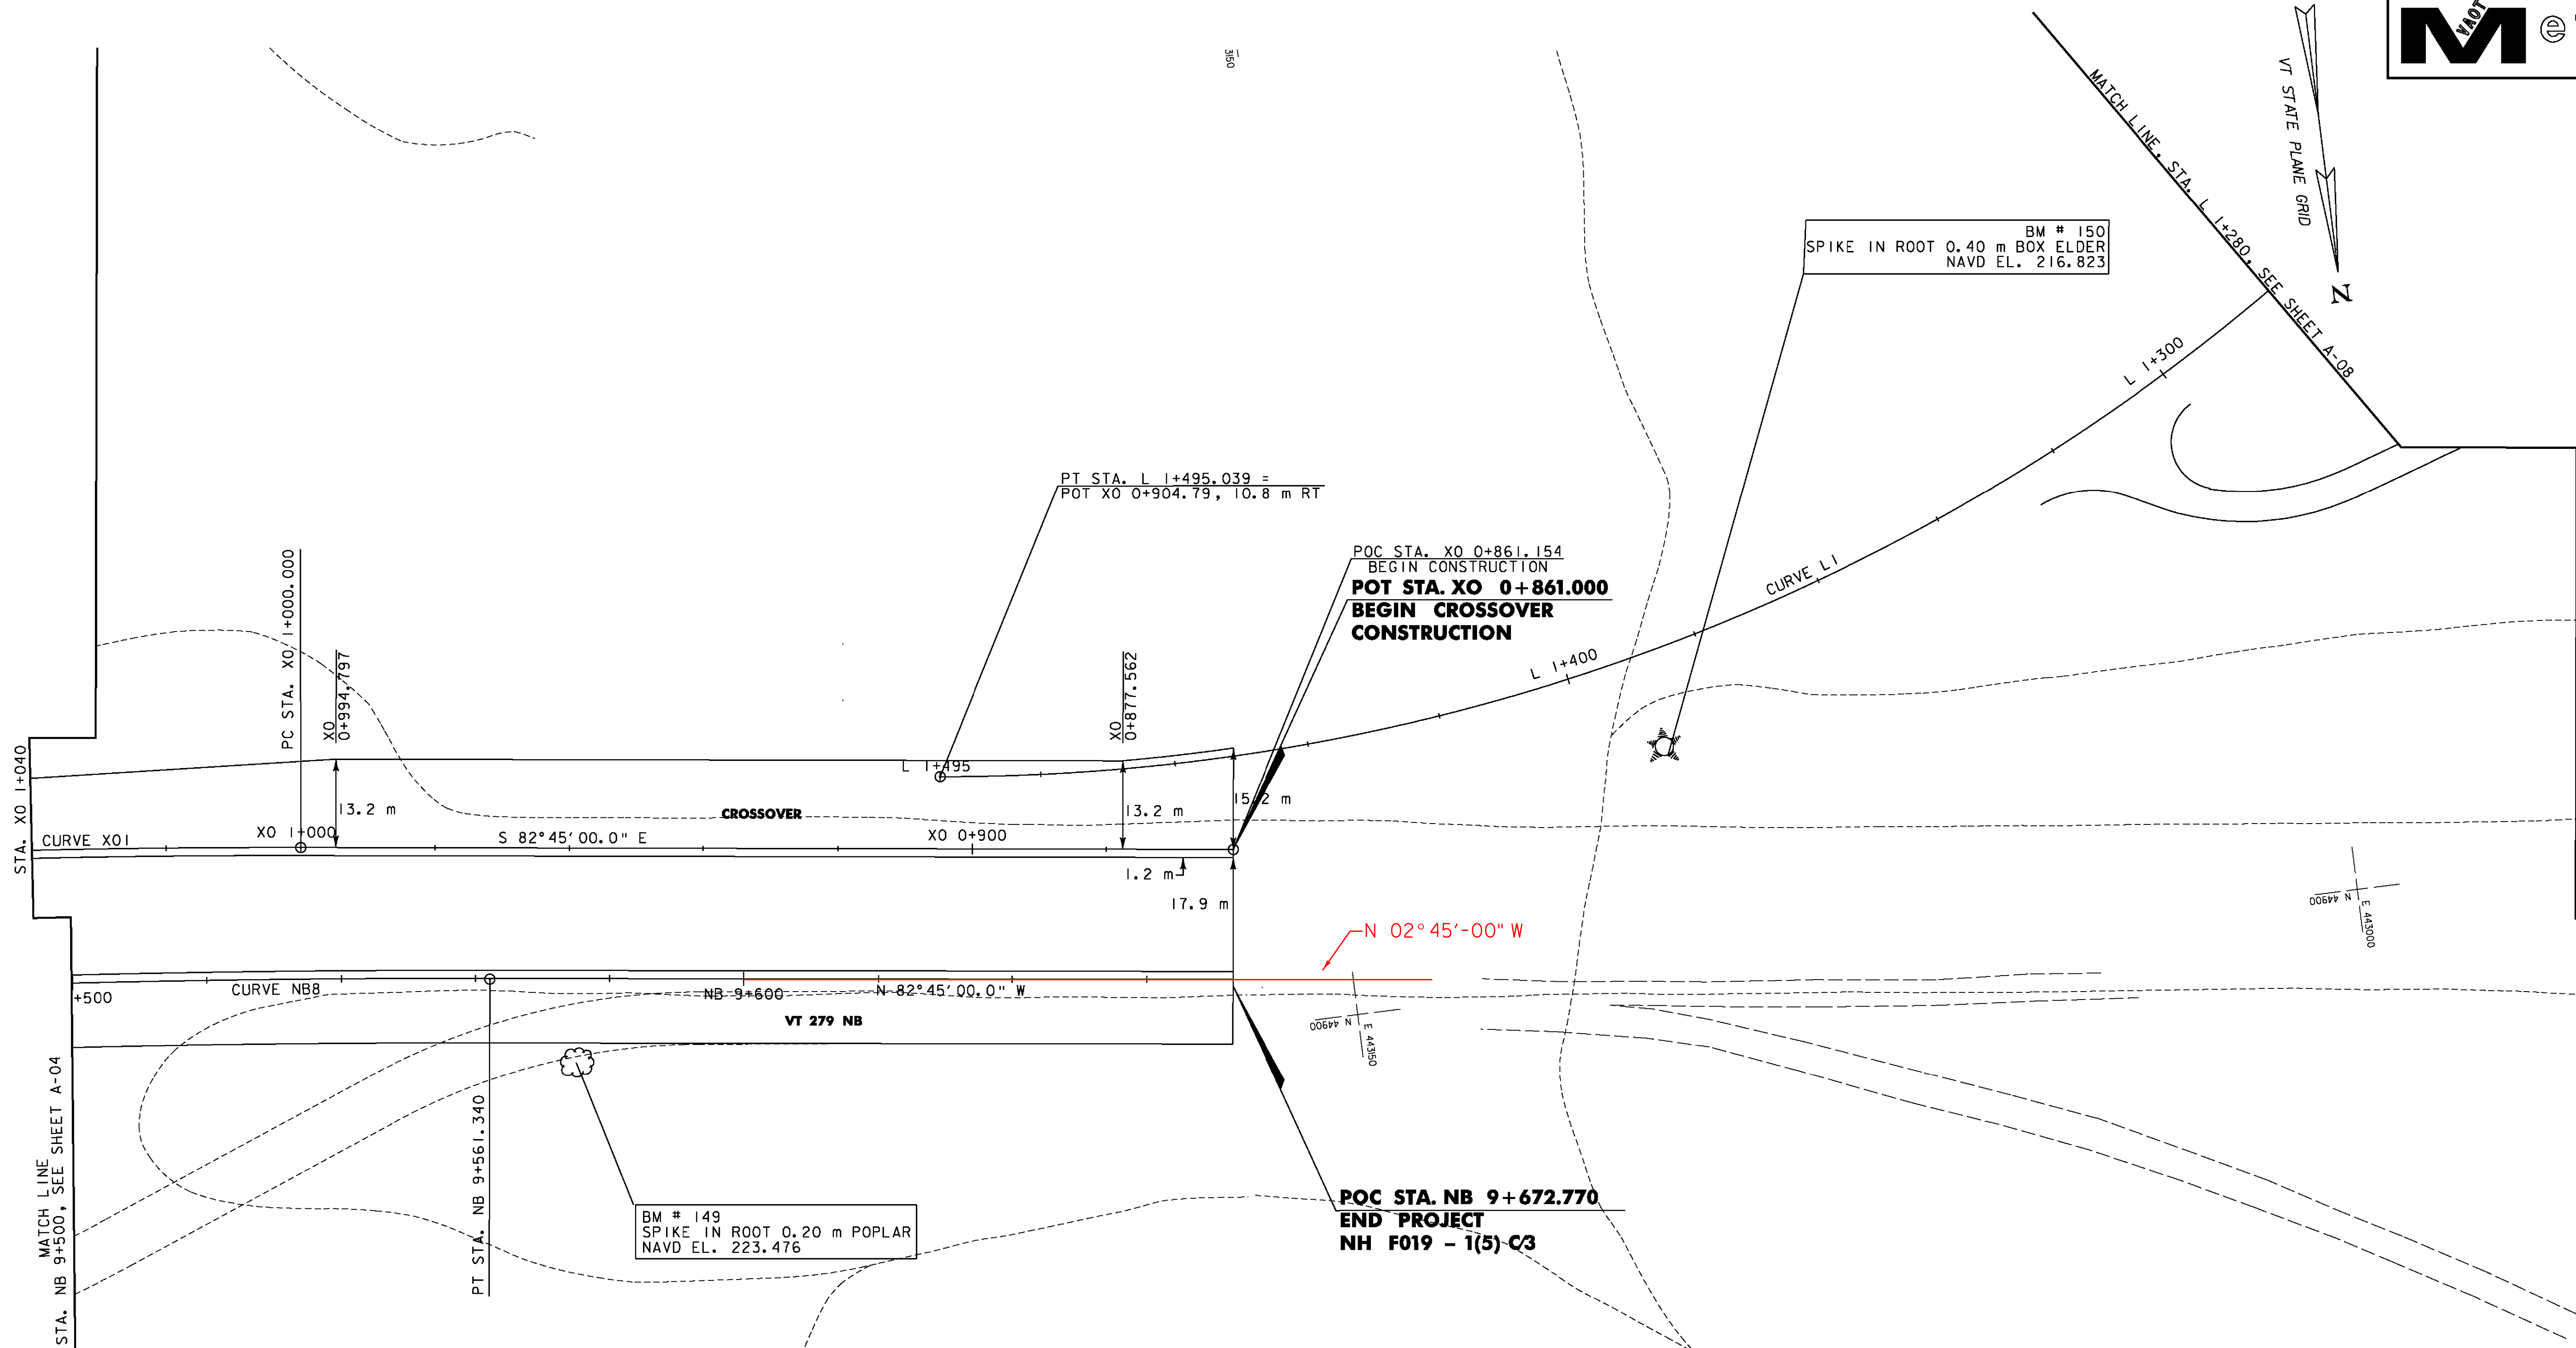 VAOT
M
e
3150
VT STATE PLANE GRID
N
MATCH LINE, STA. L 1+280, SEE SHEET A-08
BM # 150
SPIKE IN ROOT 0.40 m BOX ELDER
NAVD EL. 216.823
L 1+300
PT STA. L 1+495.039 =
POT XO 0+904.79, 10.8 m RT
POC STA. XO 0+861.154
BEGIN CONSTRUCTION
POT STA. XO 0+861.000
BEGIN CROSSOVER
CONSTRUCTION
CURVE L1
L 1+400
PC STA. XO 1+000.000
XO
0+994.797
XO
0+877.562
STA. XO 1+040
L 1+495
13.2 m
CROSSOVER
13.2 m
15.2 m
CURVE XO1
XO 1+000
S 82°45'00.0" E
XO 0+900
1.2 m
17.9 m
N 02°45'-00" W
N 44900
E 443000
+500
CURVE NB8
NB 9+600
N 82°45'00.0" W
VT 279 NB
N 44900
E 443150
MATCH LINE
STA. NB 9+500, SEE SHEET A-04
PT STA. NB 9+561.340
BM # 149
SPIKE IN ROOT 0.20 m POPLAR
NAVD EL. 223.476
POC STA. NB 9+672.770
END PROJECT
NH F019 - 1(5) C/3